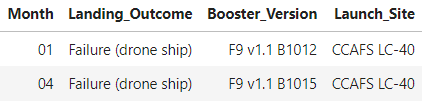 Month Landing_Outcome Booster_Version Launch_Site
01 Failure (drone ship) F9 v1.1 B1012 CCAFS LC-40
04 Failure (drone ship) F9 v1.1 B1015 CCAFS LC-40